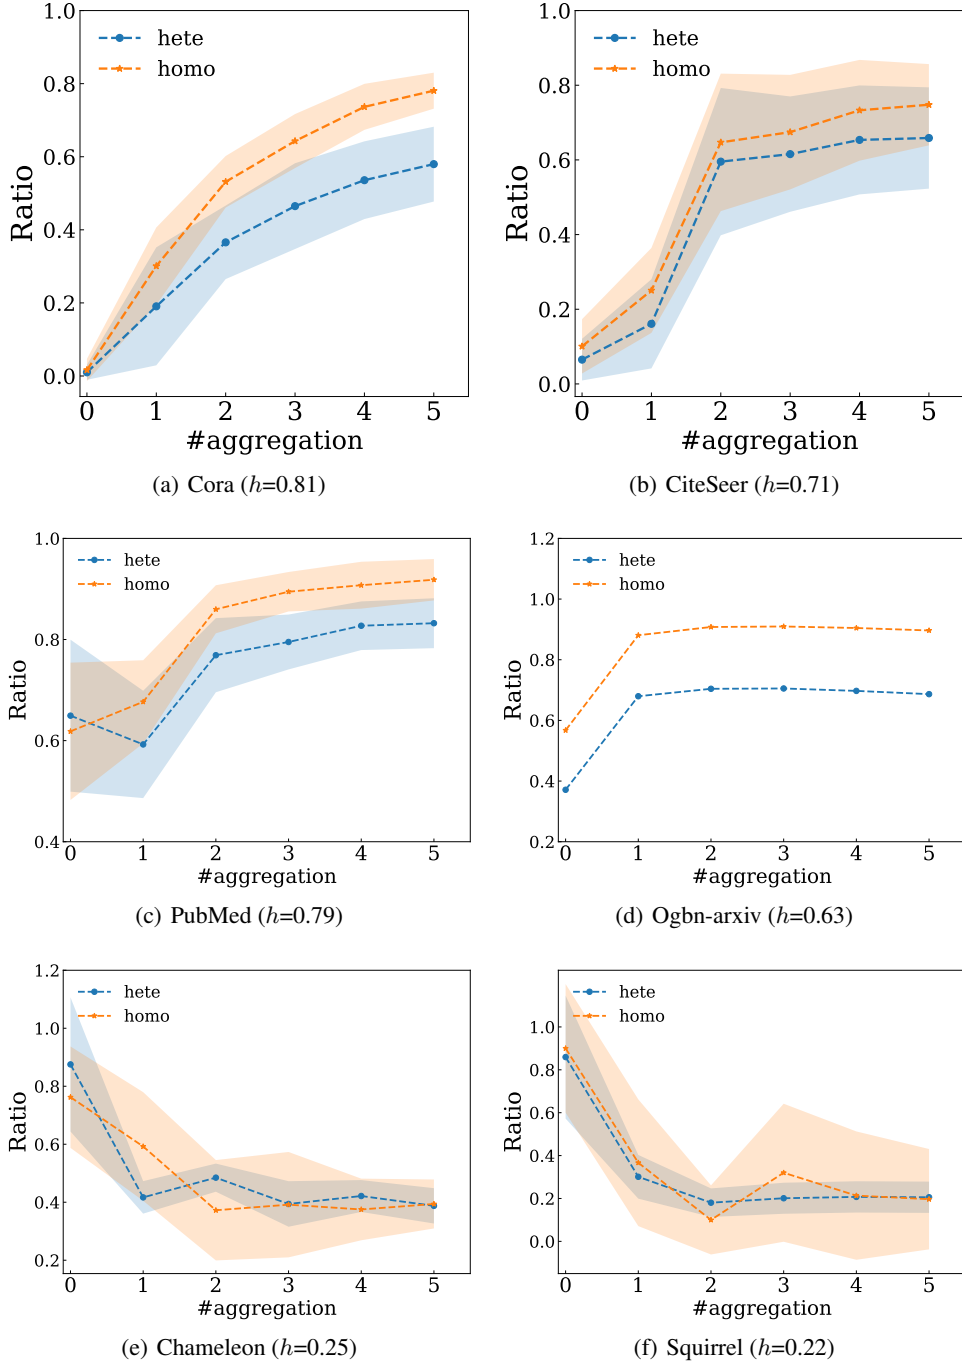 1.0
0.8
0.6
0.4
0.2
0.0
Ratio
hete
homo
0 1 2 3 4 5
#aggregation
(a) Cora (h=0.81)
1.0
0.8
0.6
0.4
0.2
0.0
Ratio
hete
homo
0 1 2 3 4 5
#aggregation
(b) CiteSeer (h=0.71)
1.0
0.8
0.6
0.4
Ratio
hete
homo
0 1 2 3 4 5
#aggregation
(c) PubMed (h=0.79)
1.2
1.0
0.8
0.6
0.4
0.2
Ratio
hete
homo
0 1 2 3 4 5
#aggregation
(d) Ogbn-arxiv (h=0.63)
1.2
1.0
0.8
0.6
0.4
0.2
Ratio
hete
homo
0 1 2 3 4 5
#aggregation
(e) Chameleon (h=0.25)
1.0
0.8
0.6
0.4
0.2
0.0
Ratio
hete
homo
0 1 2 3 4 5
#aggregation
(f) Squirrel (h=0.22)